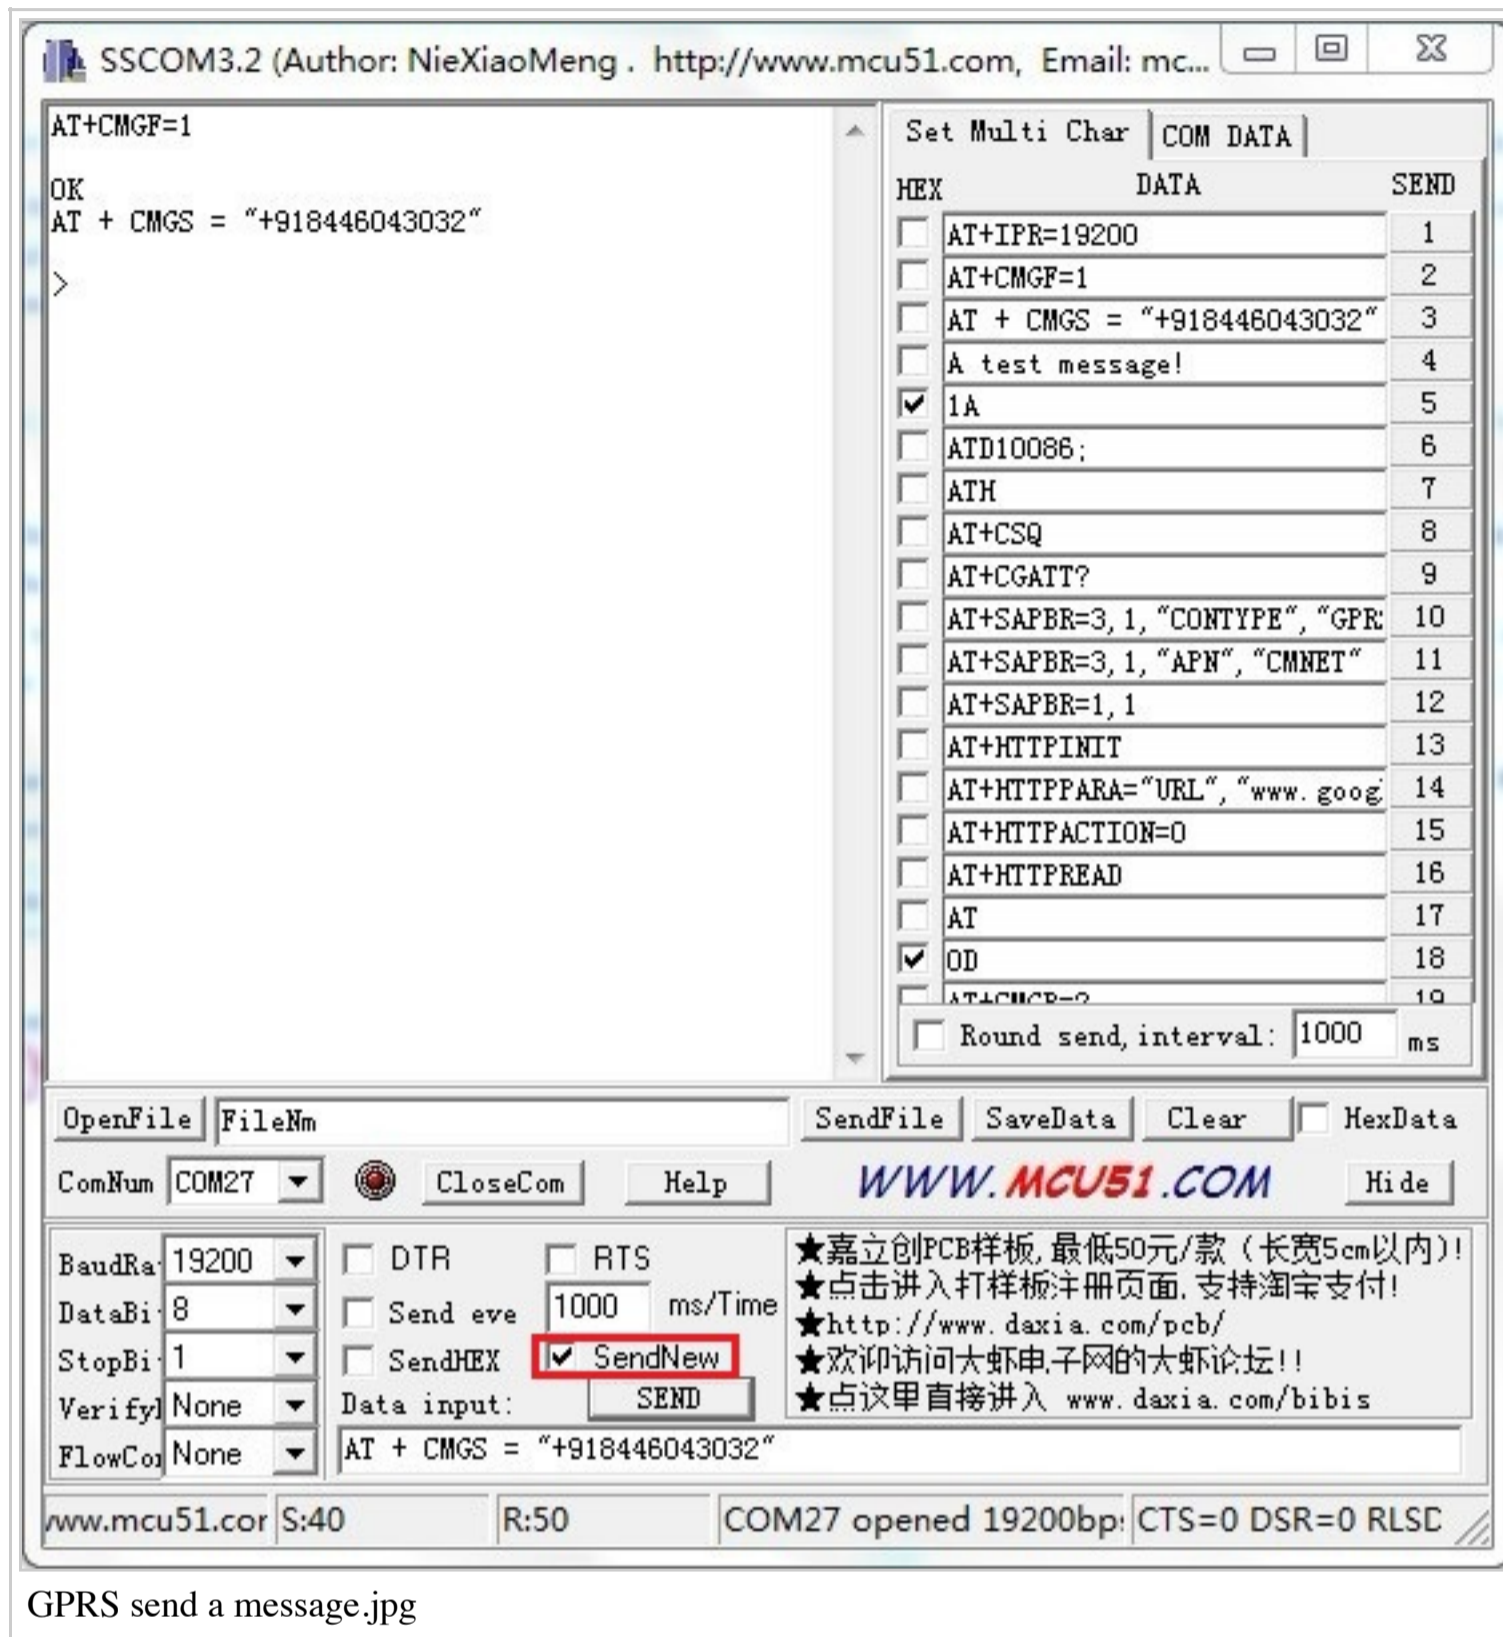 SSCOM3.2 (Author: NieXiaoMeng .  http://www.mcu51.com,  Email: mc...
AT+CMGF=1
OK
AT + CMGS = "+918446043032"
>
Set Multi Char COM DATA
HEX DATA SEND
AT+IPR=19200 1
AT+CMGF=1 2
AT + CMGS = "+918446043032" 3
A test message! 4
1A 5
ATD10086; 6
ATH 7
AT+CSQ 8
AT+CGATT? 9
AT+SAPBR=3,1,"CONTYPE","GPR 10
AT+SAPBR=3,1,"APN","CMNET" 11
AT+SAPBR=1,1 12
AT+HTTPINIT 13
AT+HTTPPARA="URL","www.goog 14
AT+HTTPACTION=0 15
AT+HTTPREAD 16
AT 17
0D 18
19
Round send,interval: 1000 ms
OpenFile FileNm SendFile SaveData Clear HexData
ComNum COM27 CloseCom Help WWW.MCU51.COM Hide
BaudRa 19200 DTR RTS
DataBi 8 Send eve 1000 ms/Time
StopBi 1 SendHEX SendNew
Verify None Data input: SEND
FlowCo None AT + CMGS = "+918446043032"
★嘉立创PCB样板,最低50元/款（长宽5cm以内）!
★点击进入打样板注册页面,支持淘宝支付!
★http://www.daxia.com/pcb/
★欢迎访问大虾电子网的大虾论坛!!
★点这里直接进入 www.daxia.com/bibis
www.mcu51.cor S:40 R:50 COM27 opened 19200bp CTS=0 DSR=0 RLSD
GPRS send a message.jpg